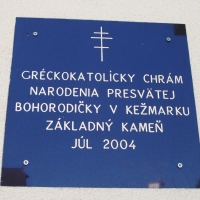 GRÉCKOKATOLÍCKY CHRÁM
NARODENIA PRESVÄTEJ
BOHORODIČKY V KEŽMARKU
ZÁKLADNÝ KAMEŇ
JÚL 2004